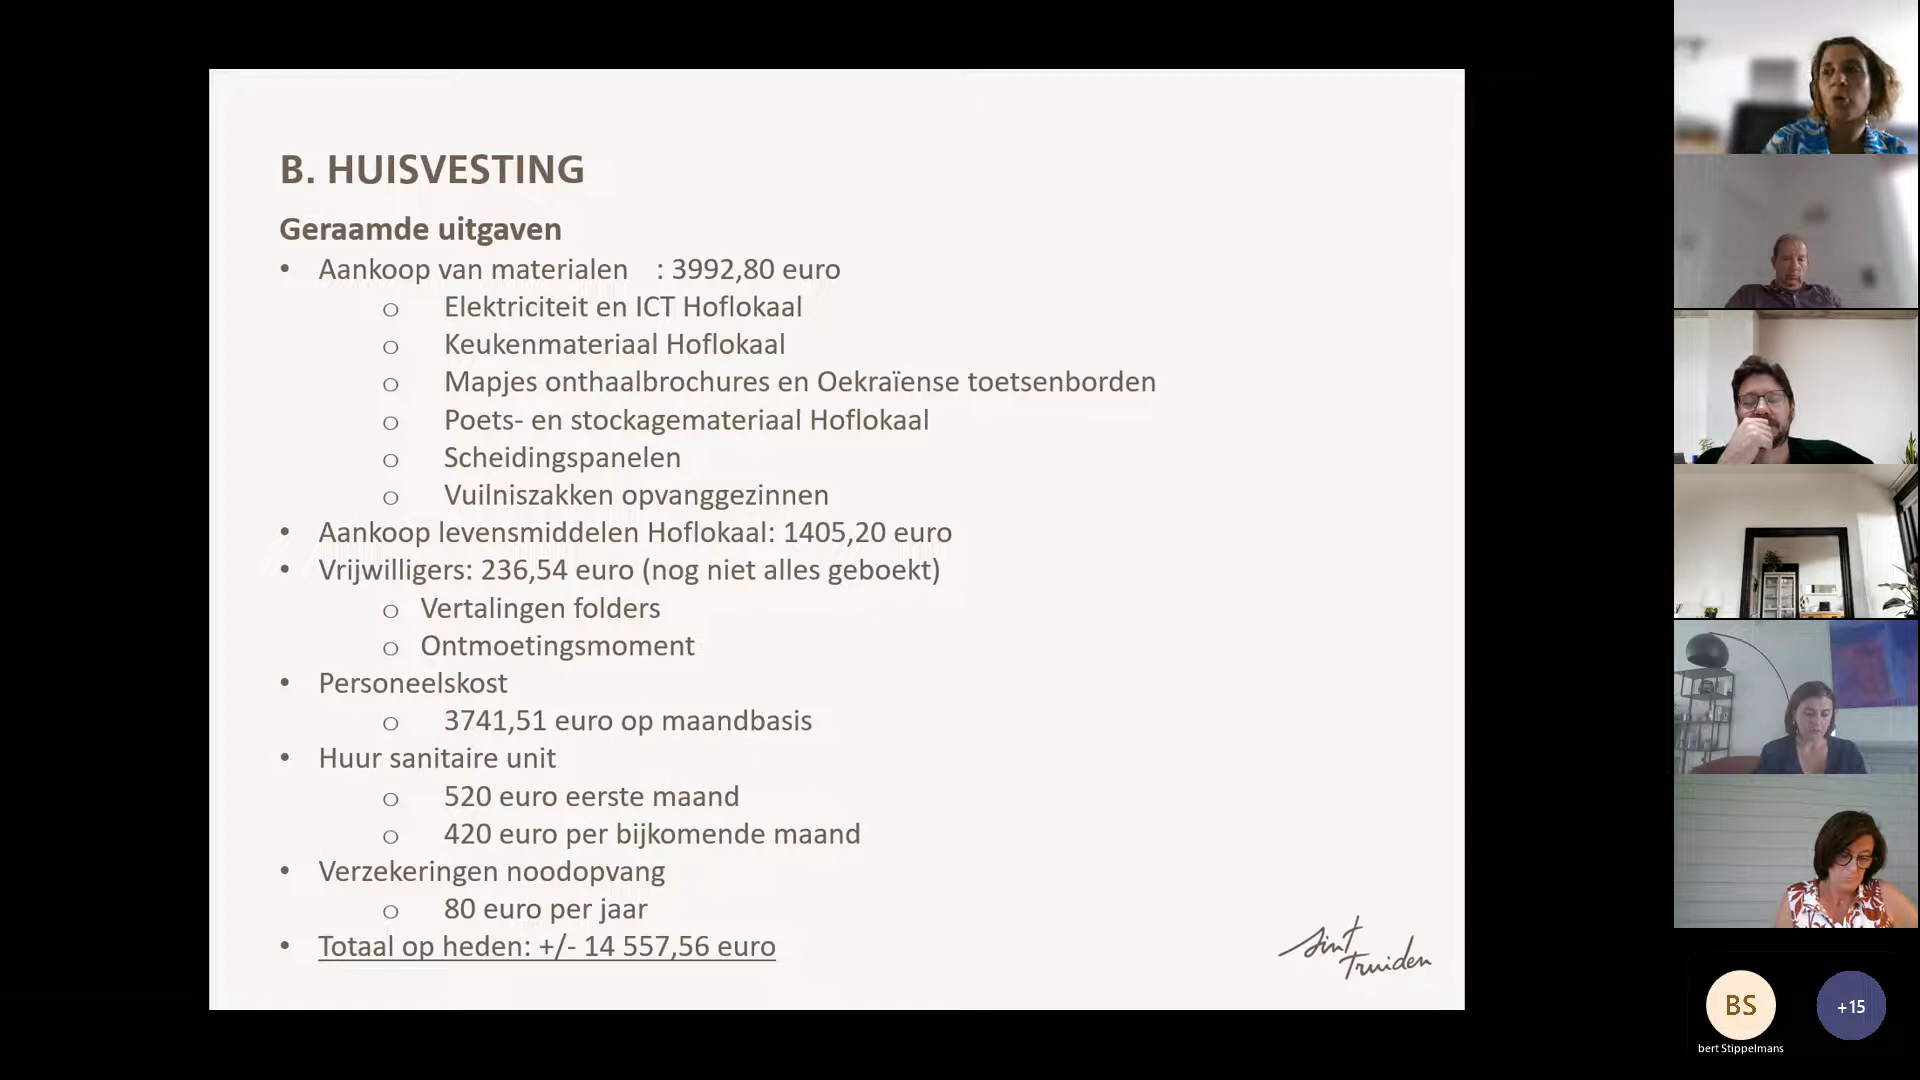 B. HUISVESTING
Geraamde uitgaven
• Aankoop van materialen : 3992,80 euro
o Elektriciteit en ICT Hoflokaal
o Keukenmateriaal Hoflokaal
o Mapjes onthaalbrochures en Oekraïense toetsenborden
o Poets- en stockagemateriaal Hoflokaal
o Scheidingspanelen
o Vuilniszakken opvanggezinnen
• Aankoop levensmiddelen Hoflokaal: 1405,20 euro
• Vrijwilligers: 236,54 euro (nog niet alles geboekt)
o Vertalingen folders
o Ontmoetingsmoment
• Personeelskost
o 3741,51 euro op maandbasis
• Huur sanitaire unit
o 520 euro eerste maand
o 420 euro per bijkomende maand
• Verzekeringen noodopvang
o 80 euro per jaar
• Totaal op heden: +/- 14 557,56 euro
Sint
Truiden
BS
+15
bert Stippelmans